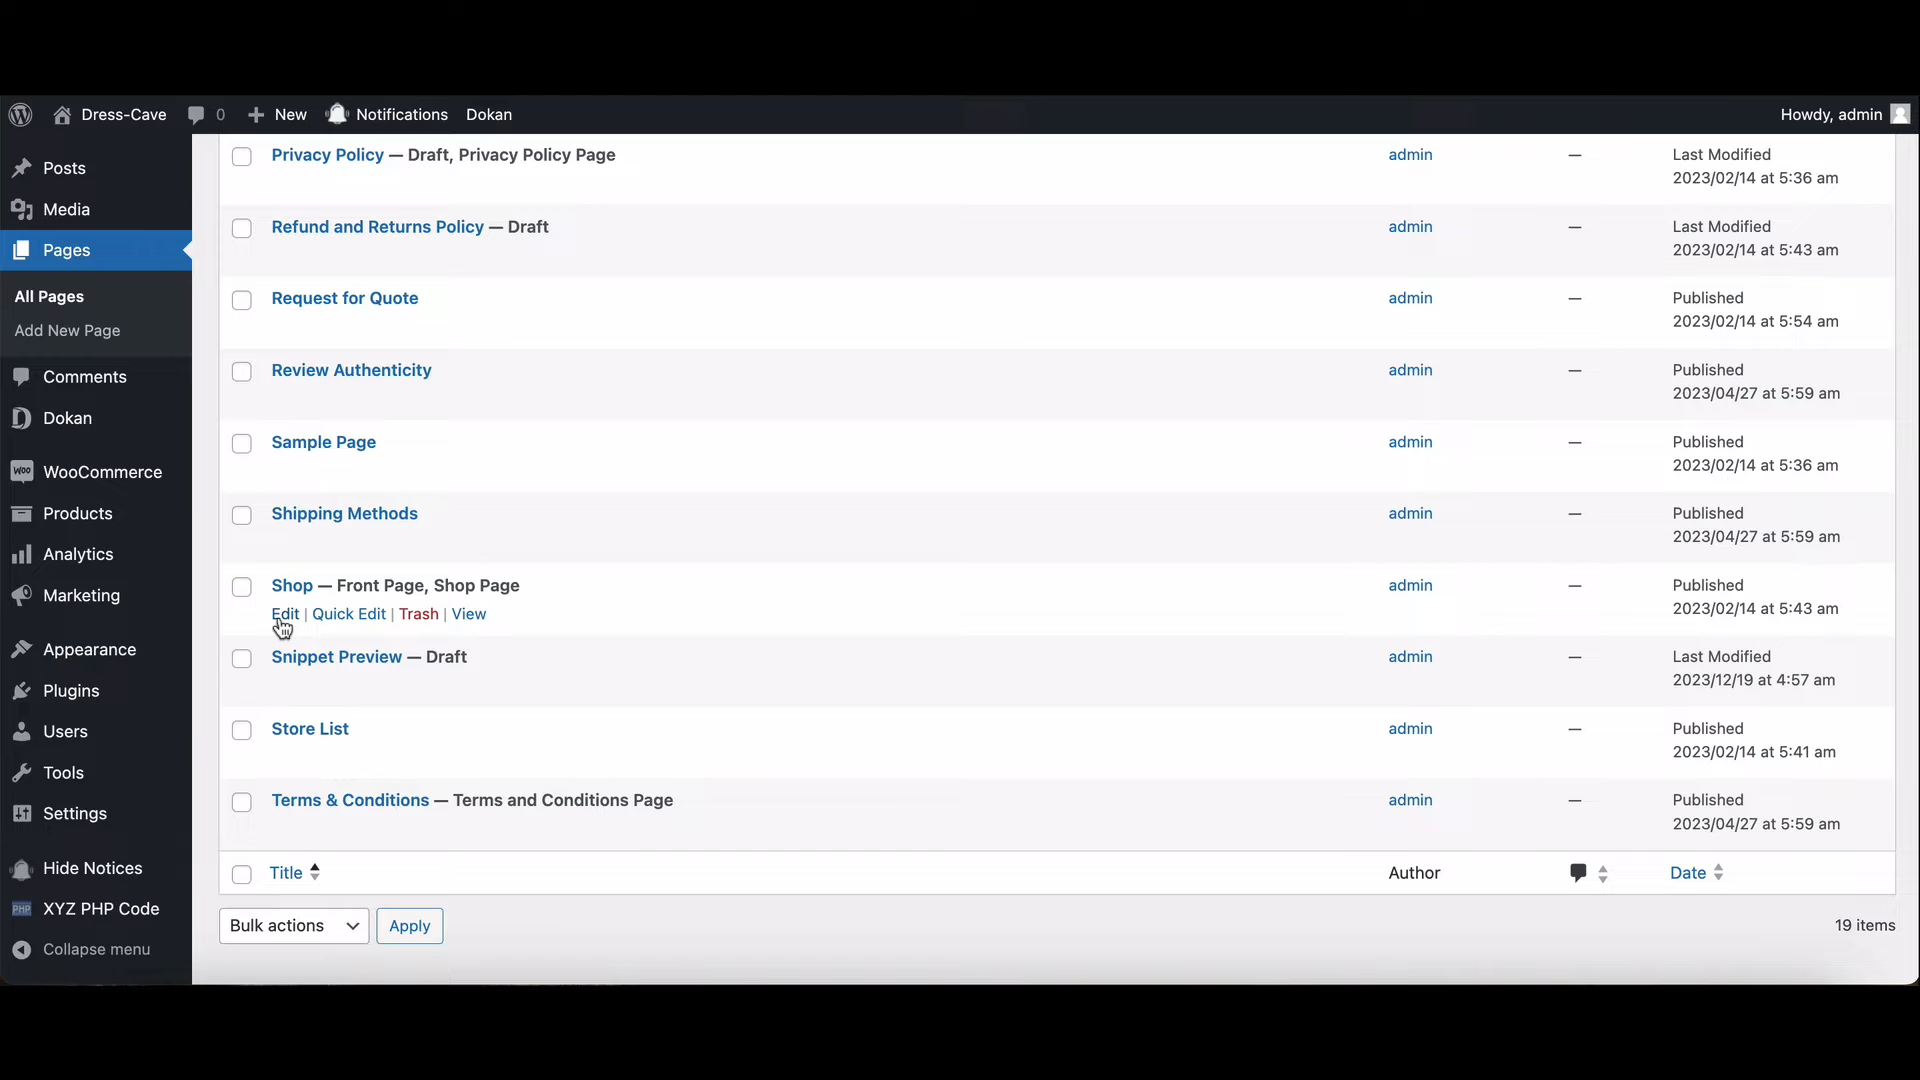 Dress-Cave 0 New Notifications Dokan Howdy, admin
Posts
Media
Pages
All Pages
Add New Page
Comments
Dokan
WOO WooCommerce
Products
Analytics
Marketing
Appearance
Plugins
Users
Tools
Settings
Hide Notices
PHP XYZ PHP Code
Collapse menu
Privacy Policy — Draft, Privacy Policy Page admin — Last Modified
2023/02/14 at 5:36 am
Refund and Returns Policy — Draft admin — Last Modified
2023/02/14 at 5:43 am
Request for Quote admin — Published
2023/02/14 at 5:54 am
Review Authenticity admin — Published
2023/04/27 at 5:59 am
Sample Page admin — Published
2023/02/14 at 5:36 am
Shipping Methods admin — Published
2023/04/27 at 5:59 am
Shop — Front Page, Shop Page admin — Published
Edit | Quick Edit | Trash | View 2023/02/14 at 5:43 am
Snippet Preview — Draft admin — Last Modified
2023/12/19 at 4:57 am
Store List admin — Published
2023/02/14 at 5:41 am
Terms & Conditions — Terms and Conditions Page admin — Published
2023/04/27 at 5:59 am
Title Author Date
Bulk actions Apply 19 items